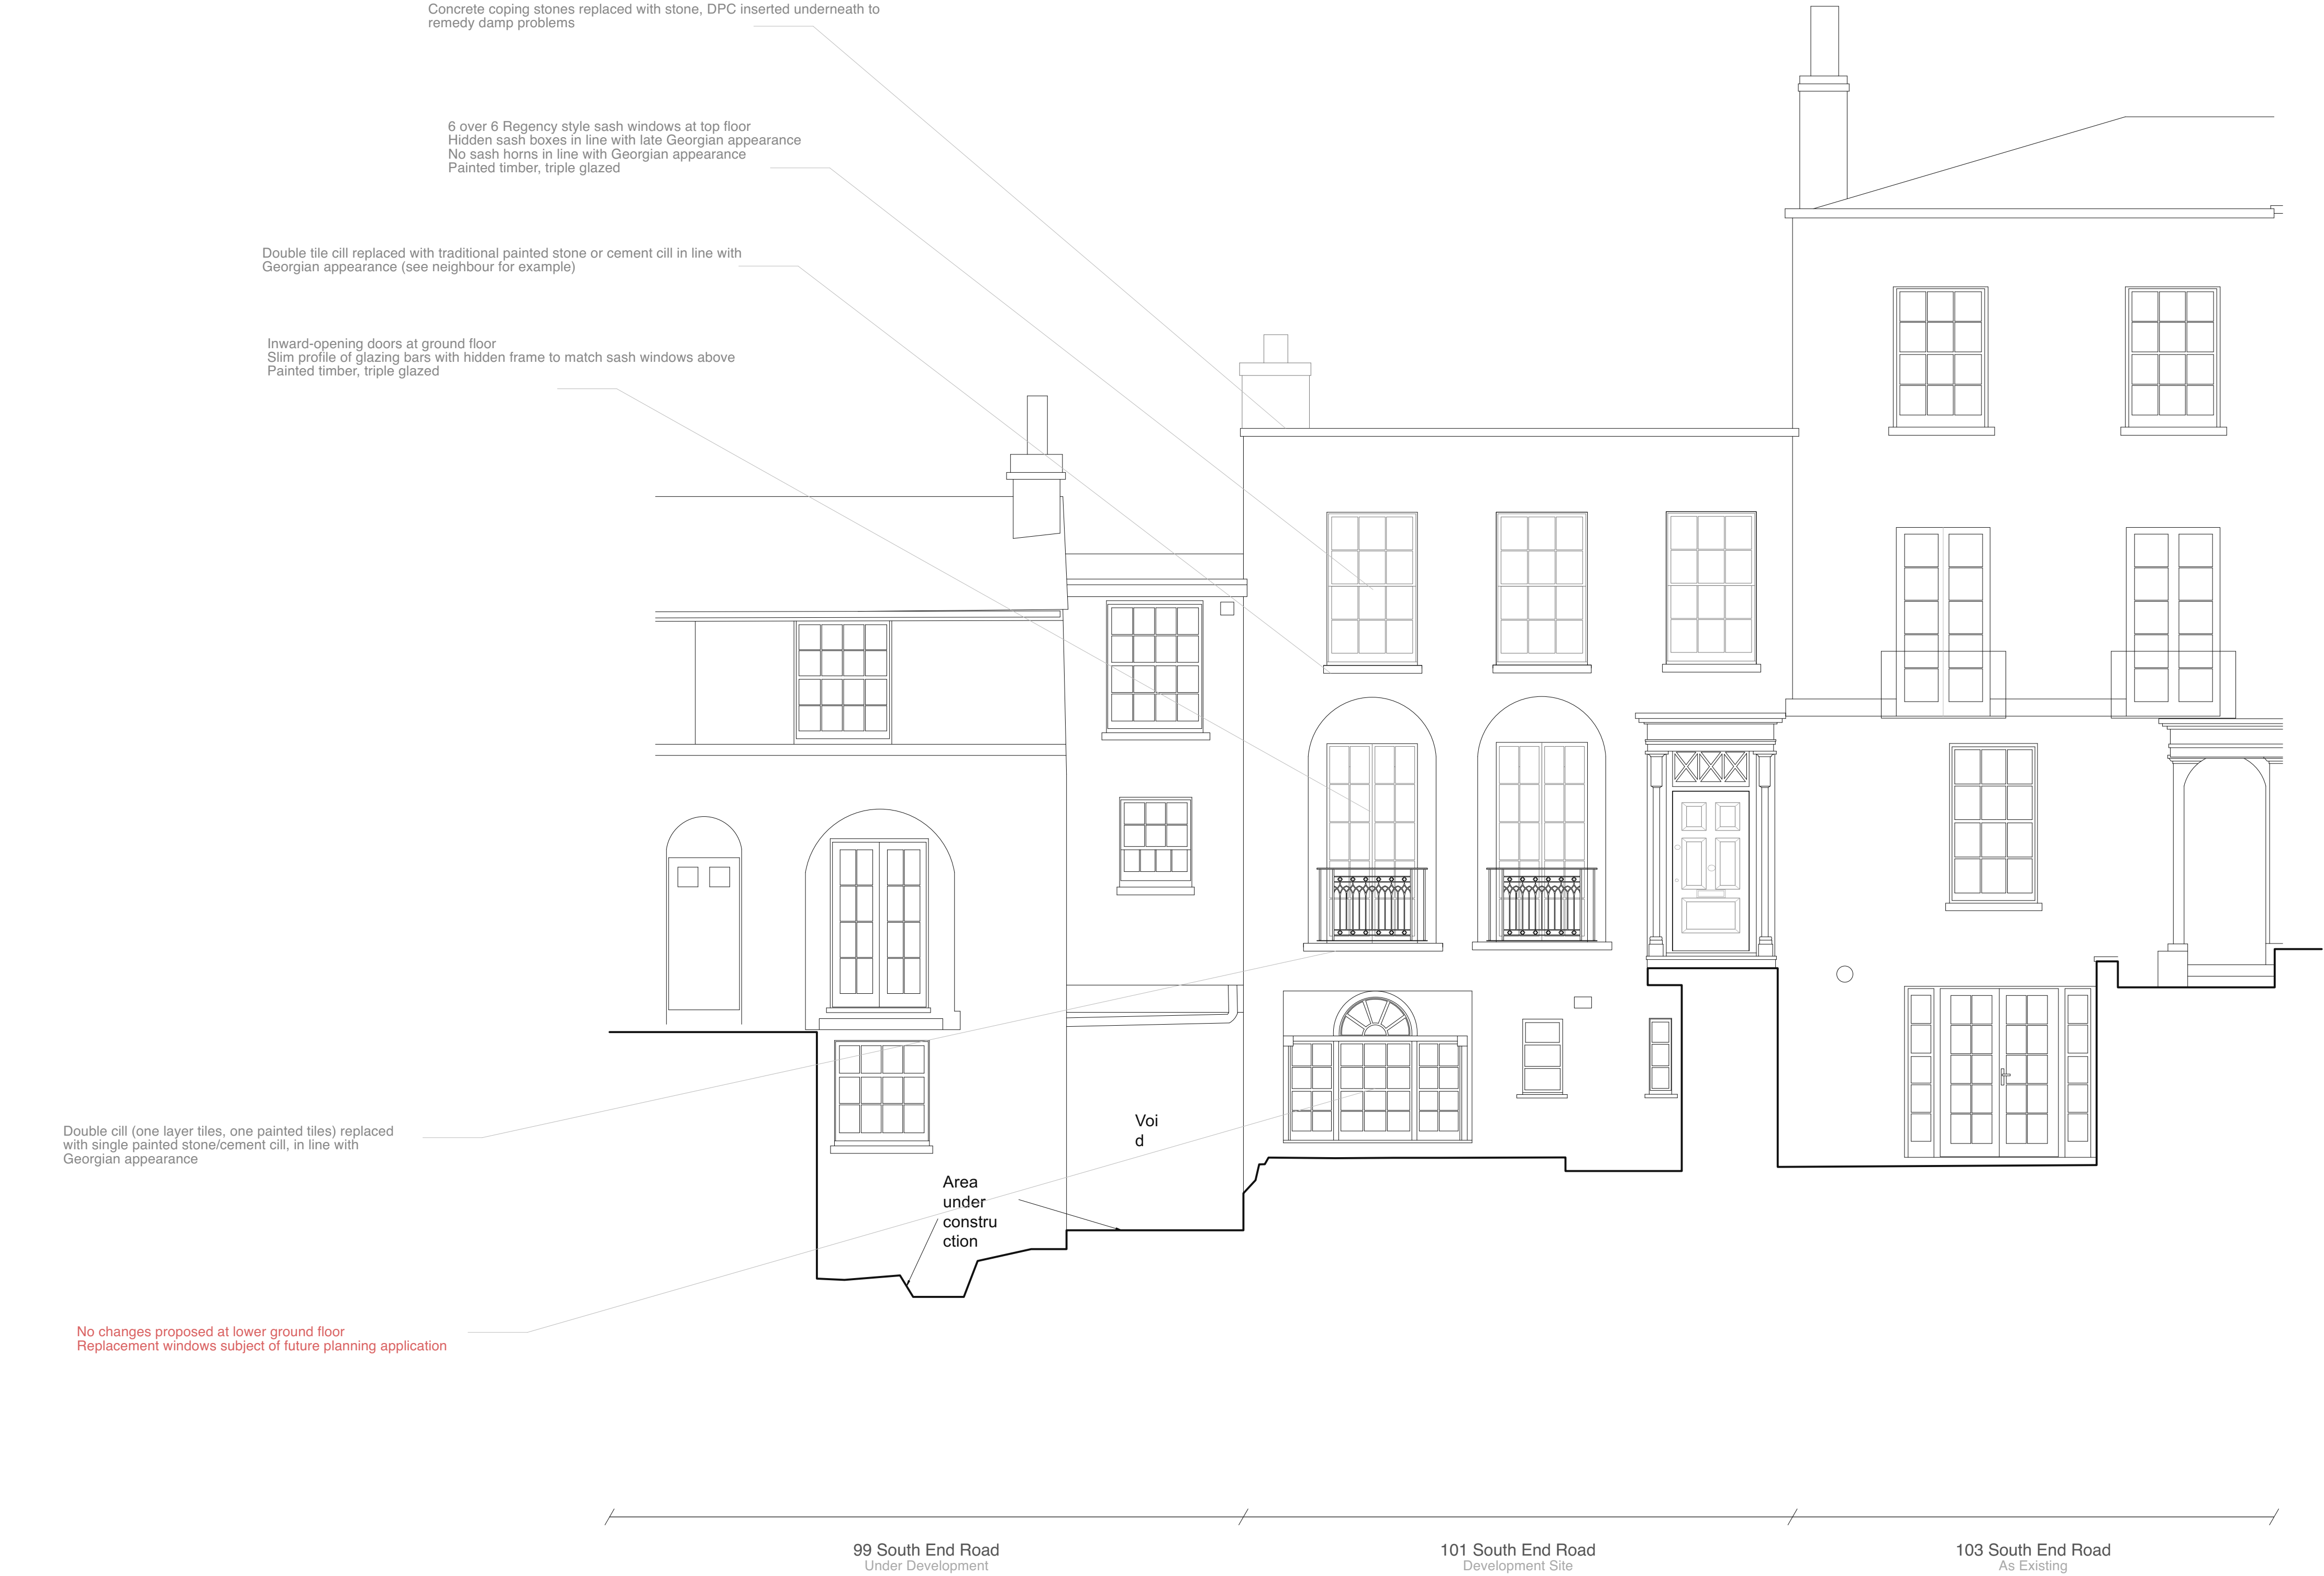 Concrete coping stones replaced with stone, DPC inserted underneath to
remedy damp problems
6 over 6 Regency style sash windows at top floor
Hidden sash boxes in line with late Georgian appearance
No sash horns in line with Georgian appearance
Painted timber, triple glazed
Double tile cill replaced with traditional painted stone or cement cill in line with
Georgian appearance (see neighbour for example)
Inward-opening doors at ground floor
Slim profile of glazing bars with hidden frame to match sash windows above
Painted timber, triple glazed
Double cill (one layer tiles, one painted tiles) replaced
with single painted stone/cement cill, in line with
Georgian appearance
Voi
d
Area
under
constru
ction
No changes proposed at lower ground floor
Replacement windows subject of future planning application
99 South End Road
Under Development
101 South End Road
Development Site
103 South End Road
As Existing